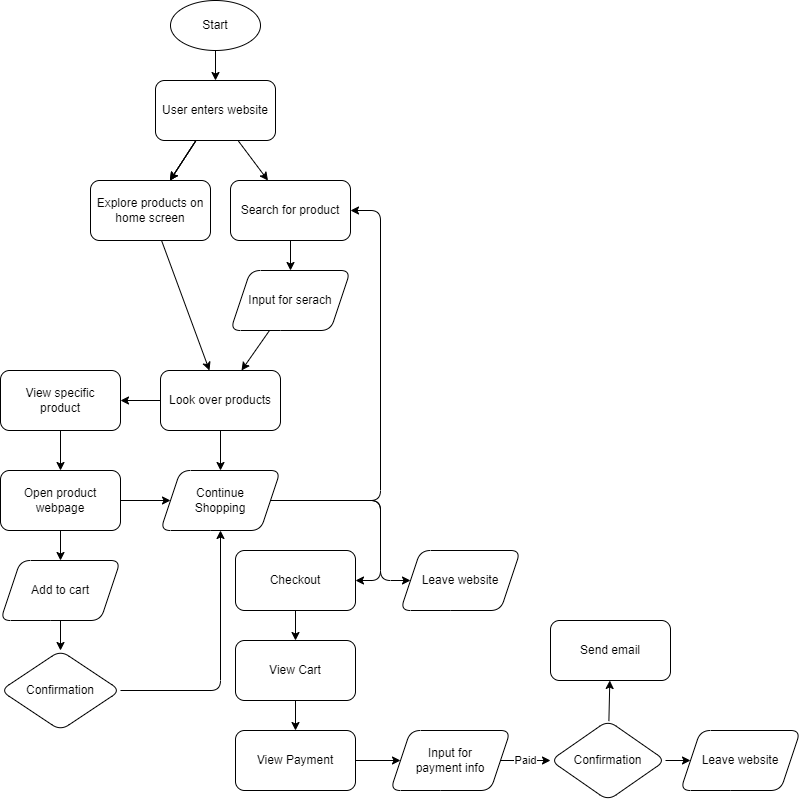 Start
User enters website
Explore products on
home screen
Search for product
Input for serach
View specific
product
Look over products
Open product
webpage
Continue
Shopping
Add to cart
Checkout
Leave website
Confirmation
View Cart
Send email
View Payment
Input for
payment info
Paid
Confirmation
Leave website